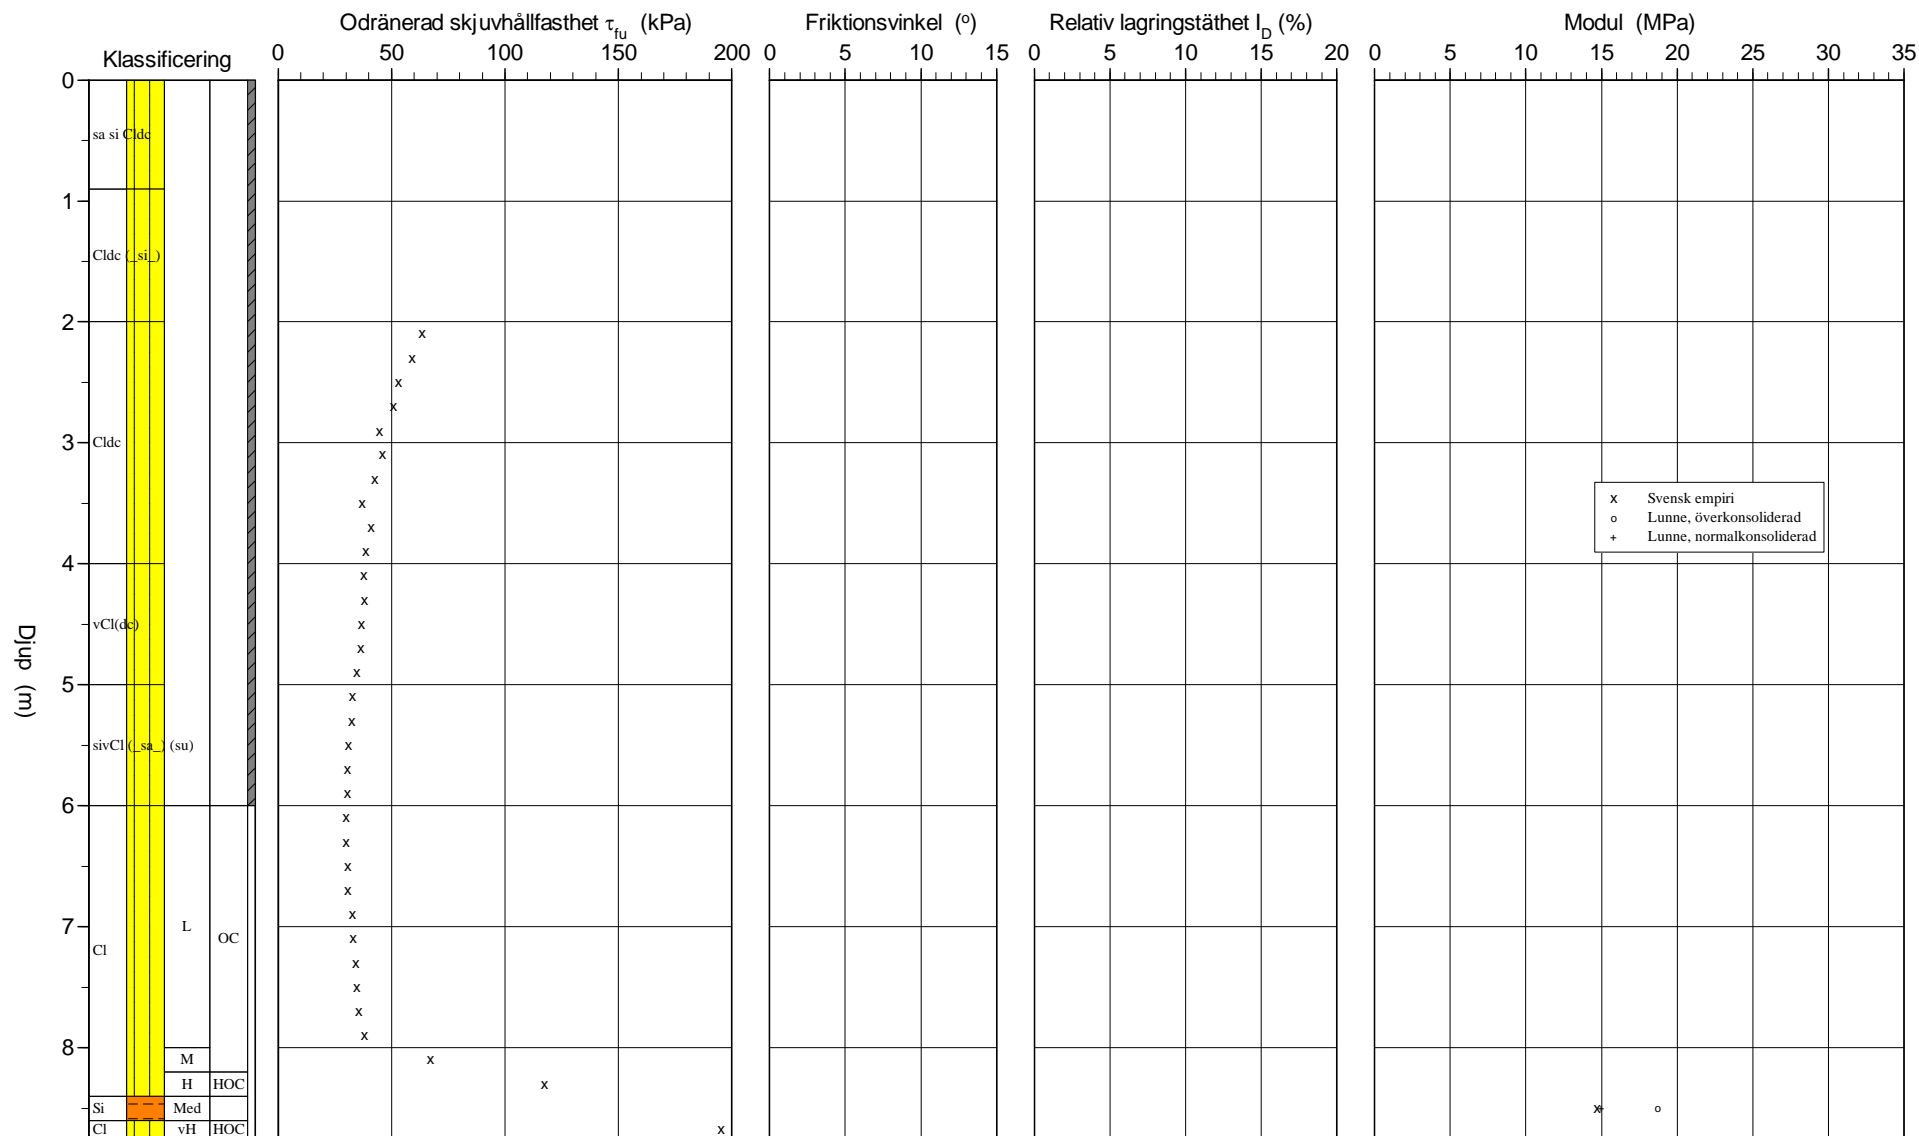 Klassificering
Odränerad skjuvhållfasthet τfu (kPa)
Friktionsvinkel (o)
Relativ lagringstäthet ID (%)
Modul (MPa)
0 50 100 150 200
0 5 10 15
0 5 10 15 20
0 5 10 15 20 25 30 35
Djup (m)
0
sa si Cldc
1
Cldc (_si_)
2
3
Cldc
x Svensk empiri
o Lunne, överkonsoliderad
+ Lunne, normalkonsoliderad
4
vCl(dc)
5
sivCl (_sa_) (su)
6
7
L
OC
Cl
8
M
H HOC
Si Med
Cl vH HOC